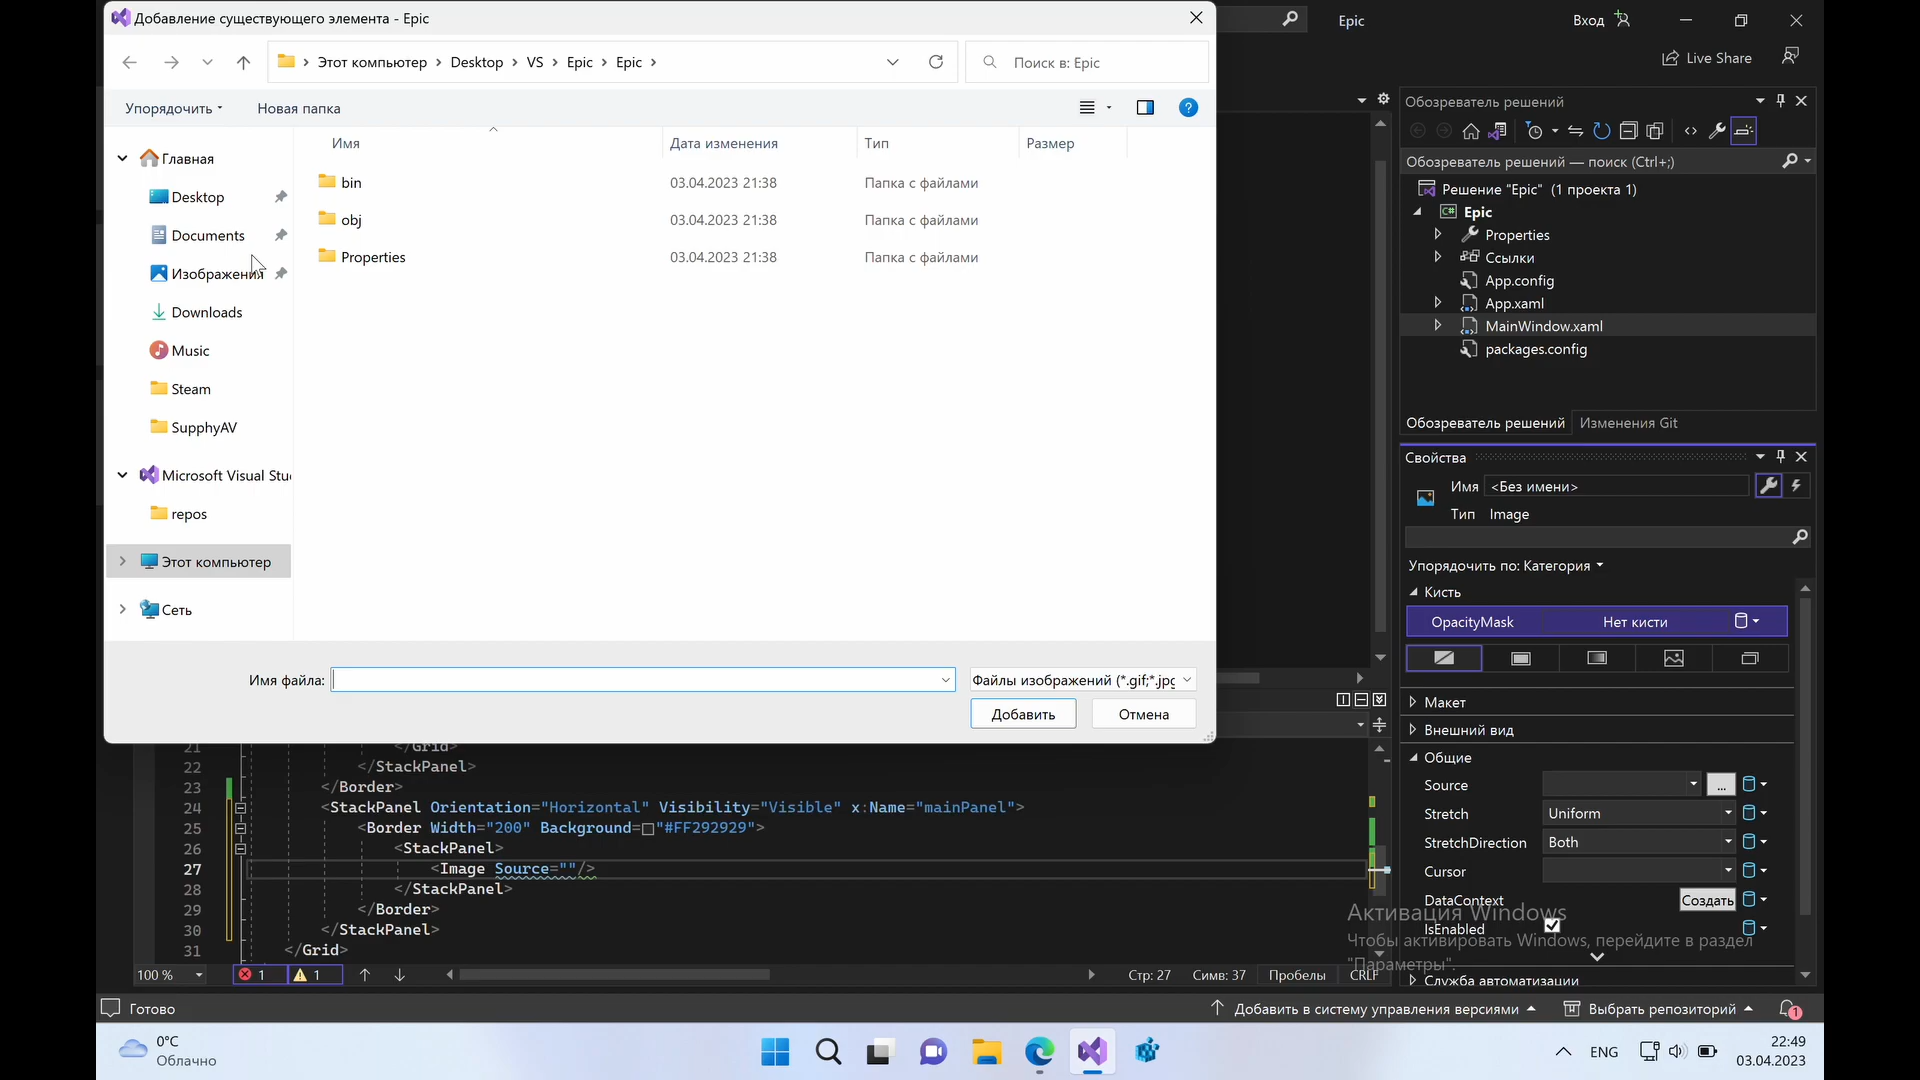 Добавление существующего элемента - Epic
Epic
Вход
Этот компьютер
Desktop
VS
Epic
Epic
Поиск в: Epic
Live Share
Упорядочить
Новая папка
Обозреватель решений
Имя
Дата изменения
Тип
Размер
Главная
Desktop
Documents
Изображения
Downloads
Music
Steam
SupphyAV
Microsoft Visual Stu
repos
Этот компьютер
Сеть
bin
03.04.2023 21:38
Папка с файлами
obj
03.04.2023 21:38
Папка с файлами
Properties
03.04.2023 21:38
Папка с файлами
Имя файла:
Файлы изображений (*.gif;*.jpg
Добавить
Отмена
Обозреватель решений — поиск (Ctrl+;)
Решение "Epic" (1 проекта 1)
C# Epic
Properties
Ссылки
App.config
App.xaml
MainWindow.xaml
packages.config
Обозреватель решений
Изменения Git
Свойства
Имя <Без имени>
Тип Image
Упорядочить по: Категория
Кисть
OpacityMask
Нет кисти
Макет
Внешний вид
Общие
Source
...
Stretch
Uniform
StretchDirection
Both
Cursor
DataContext
Создать
IsEnabled
Служба автоматизации
21 </Grid>
22 </StackPanel>
23 </Border>
24 <StackPanel Orientation="Horizontal" Visibility="Visible" x:Name="mainPanel">
25 <Border Width="200" Background="#FF292929">
26 <StackPanel>
27 <Image Source=""/>
28 </StackPanel>
29 </Border>
30 </StackPanel>
31 </Grid>
Активация Windows
Чтобы активировать Windows, перейдите в раздел
"Параметры".
100 %
1
1
Стр: 27
Симв: 37
Пробелы
CRLF
Готово
Добавить в систему управления версиями
Выбрать репозиторий
1
0°C
Облачно
ENG
22:49
03.04.2023